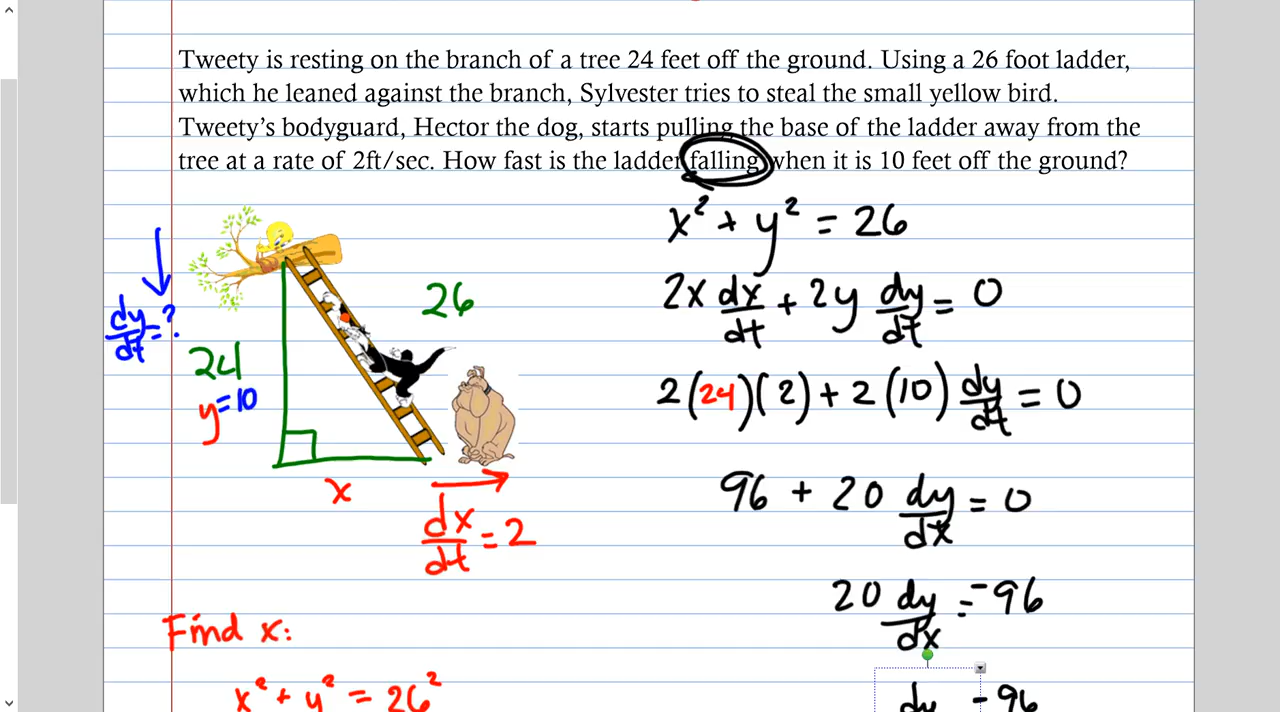 Tweety is resting on the branch of a tree 24 feet off the ground. Using a 26 foot ladder,
which he leaned against the branch, Sylvester tries to steal the small yellow bird.
Tweety's bodyguard, Hector the dog, starts pulling the base of the ladder away from the
tree at a rate of 2ft/sec. How fast is the ladder falling when it is 10 feet off the ground?
dy/dt = ?
24
y = 10
26
x
dx/dt = 2
Find x:
x² + y² = 26²
x² + y² = 26
2x dx/dt + 2y dy/dt = 0
2(24)(2) + 2(10) dy/dt = 0
96 + 20 dy/dx = 0
20 dy/dx = -96
dy -96